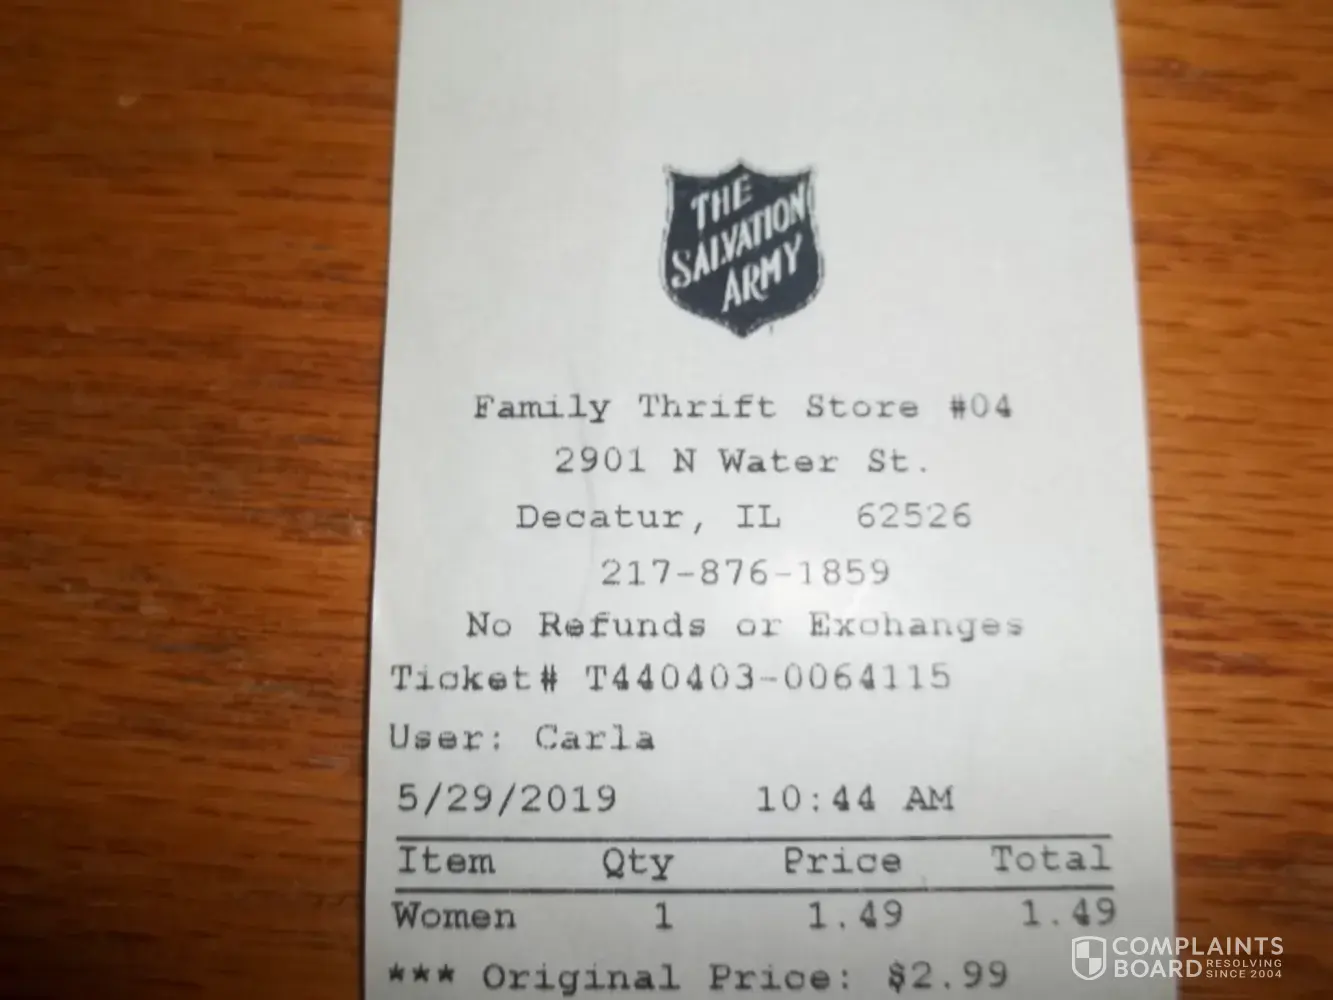 THE
SALVATION
ARMY
Family Thrift Store #04
2901 N Water St.
Decatur, IL 62526
217-876-1859
No Refunds or Exchanges
Ticket# T440403-0064115
User: Carla
5/29/2019 10:44 AM
Item Qty Price Total
Women 1 1.49 1.49
*** Original Price: $2.99
COMPLAINTS
BOARD RESOLVING
SINCE 2004